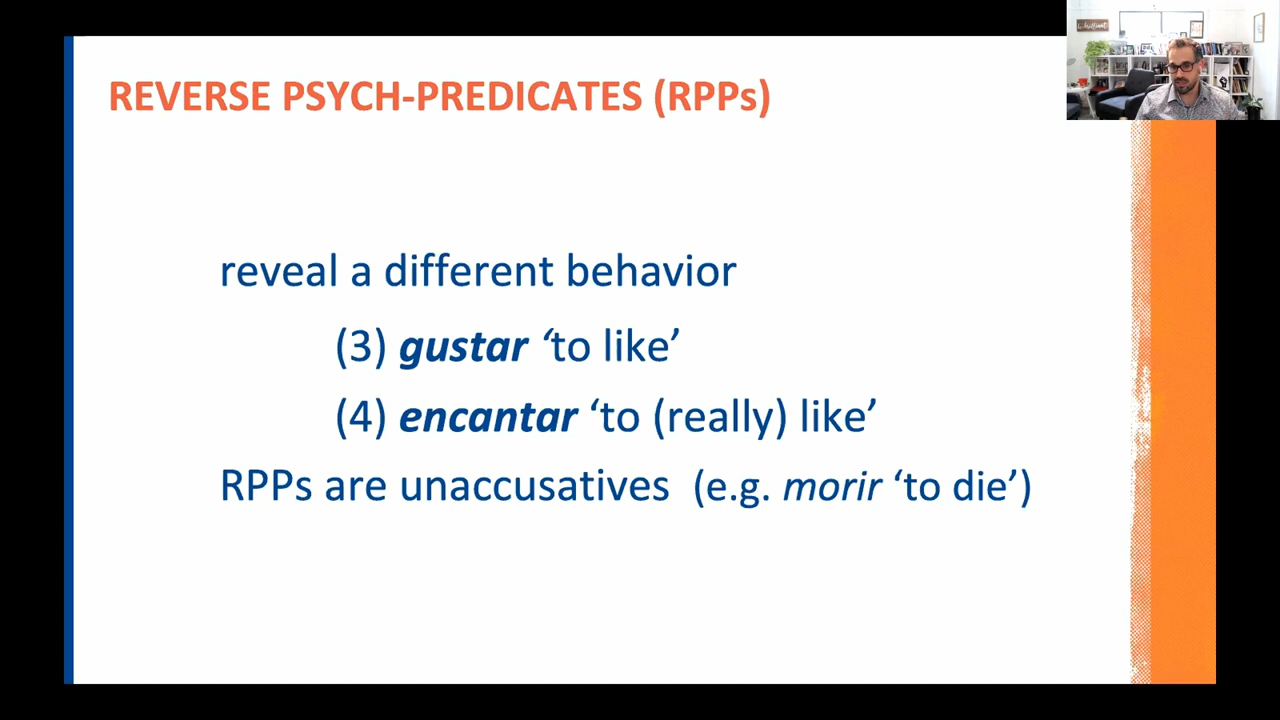 REVERSE PSYCH-PREDICATES (RPPs)
reveal a different behavior
(3) gustar ‘to like’
(4) encantar ‘to (really) like’
RPPs are unaccusatives (e.g. morir ‘to die’)